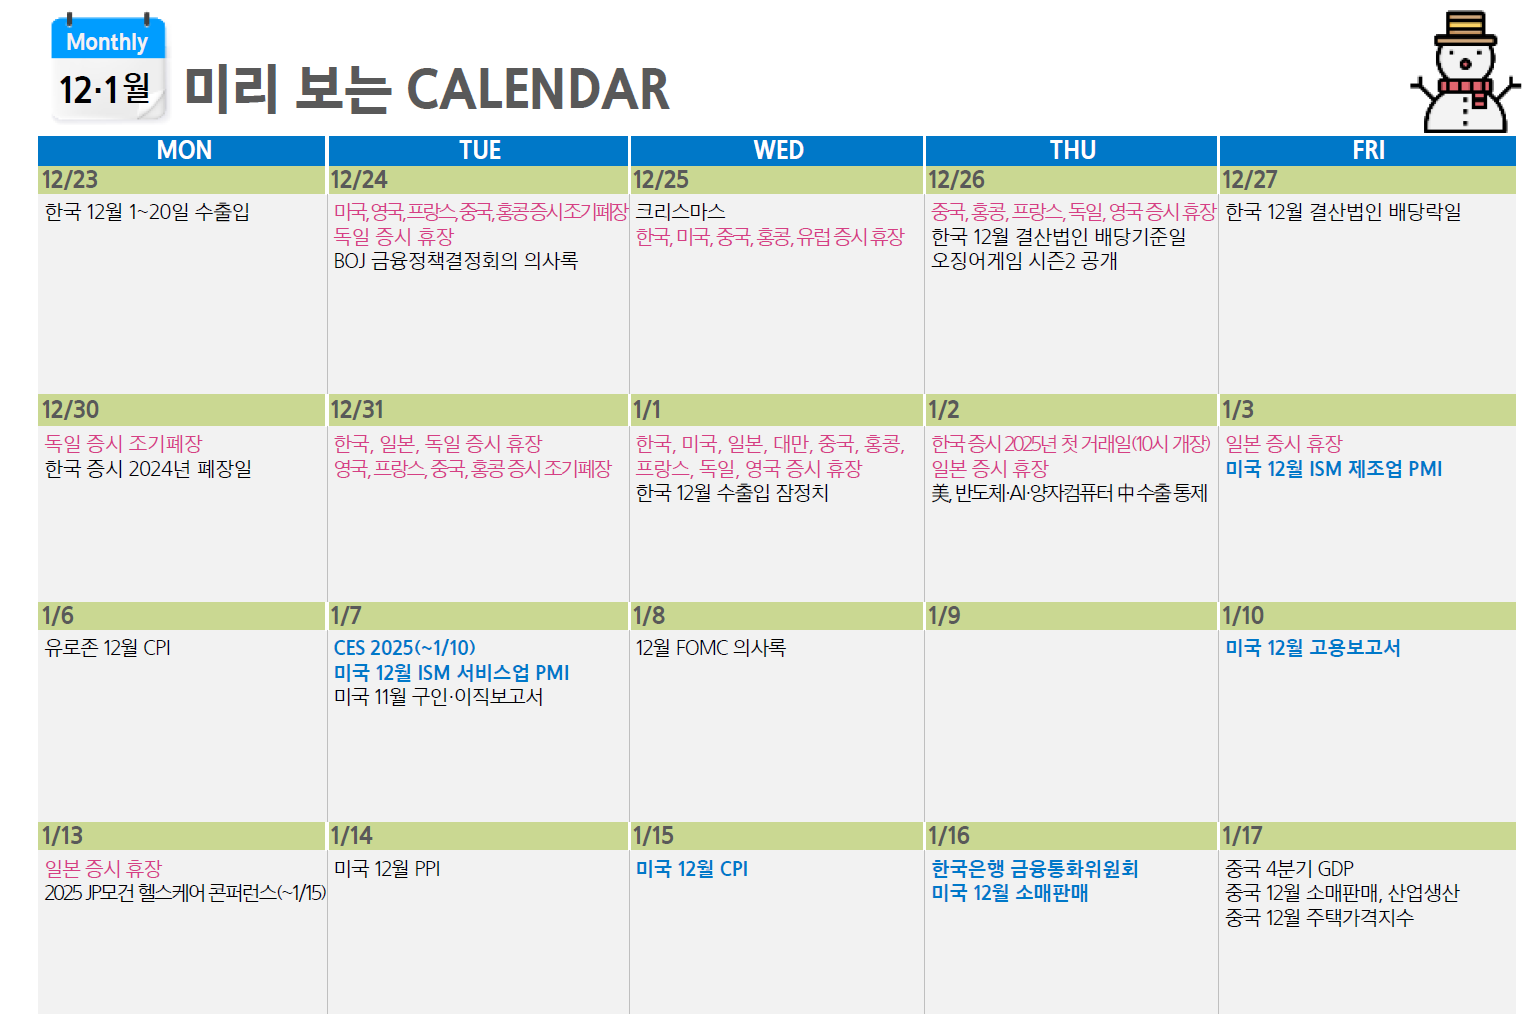 Monthly
12·1월
미리 보는 CALENDAR
MON
TUE
WED
THU
FRI
12/23
12/24
12/25
12/26
12/27
한국 12월 1~20일 수출입
미국, 영국, 프랑스, 중국, 홍콩 증시 조기폐장
독일 증시 휴장
BOJ 금융정책결정회의 의사록
크리스마스
한국, 미국, 중국, 홍콩, 유럽 증시 휴장
중국, 홍콩, 프랑스, 독일, 영국 증시 휴장
한국 12월 결산법인 배당기준일
오징어게임 시즌2 공개
한국 12월 결산법인 배당락일
12/30
12/31
1/1
1/2
1/3
독일 증시 조기폐장
한국 증시 2024년 폐장일
한국, 일본, 독일 증시 휴장
영국, 프랑스, 중국, 홍콩 증시 조기폐장
한국, 미국, 일본, 대만, 중국, 홍콩,
프랑스, 독일, 영국 증시 휴장
한국 12월 수출입 잠정치
한국 증시 2025년 첫 거래일(10시 개장)
일본 증시 휴장
美, 반도체·AI·양자컴퓨터 中 수출 통제
일본 증시 휴장
미국 12월 ISM 제조업 PMI
1/6
1/7
1/8
1/9
1/10
유로존 12월 CPI
CES 2025(~1/10)
미국 12월 ISM 서비스업 PMI
미국 11월 구인·이직보고서
12월 FOMC 의사록
미국 12월 고용보고서
1/13
1/14
1/15
1/16
1/17
일본 증시 휴장
2025 JP모건 헬스케어 콘퍼런스(~1/15)
미국 12월 PPI
미국 12월 CPI
한국은행 금융통화위원회
미국 12월 소매판매
중국 4분기 GDP
중국 12월 소매판매, 산업생산
중국 12월 주택가격지수